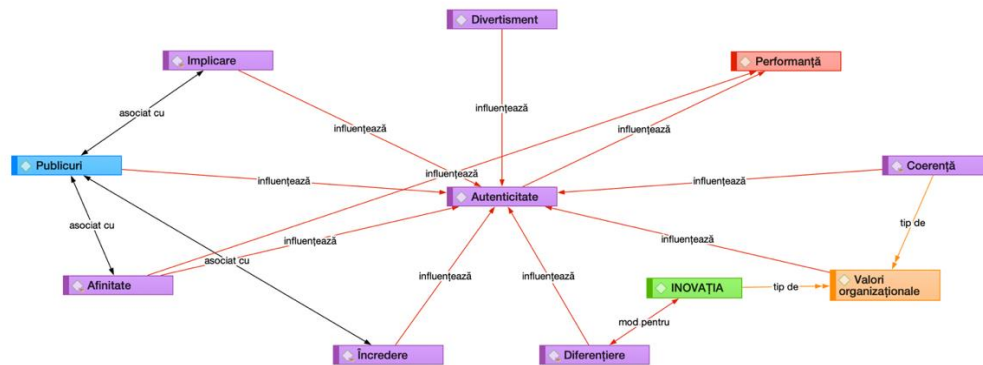 Divertisment
Implicare
Performanță
asociat cu
influențează
influențează
influențează
Publicuri
influențează
Coerență
influențează
influențează
Autenticitate
asociat cu
tip de
influențează
influențează
asociat cu
influențează
influențează
Afinitate
INOVAȚIA
tip de
Valori
organizaționale
mod pentru
Încredere
Diferențiere